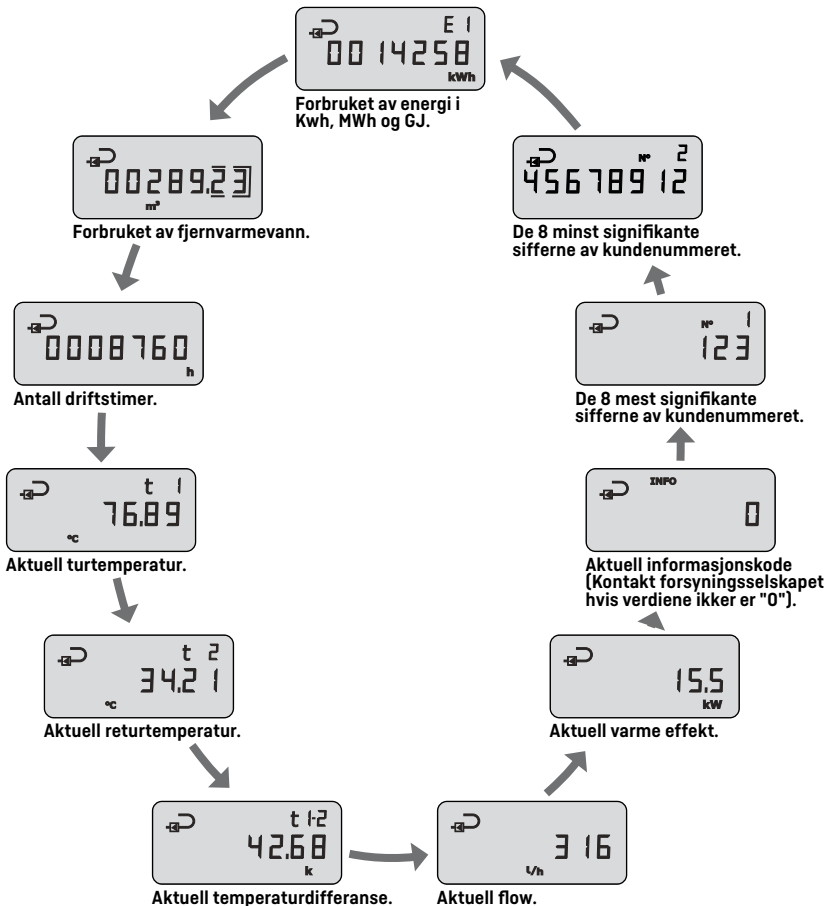 E 1
0014258
kWh
Forbruket av energi i
Kwh, MWh og GJ.
00289.23
m³
Forbruket av fjernvarmevann.
0008760
h
Antall driftstimer.
t 1
76.89
°C
Aktuell turtemperatur.
t 2
34.21
°C
Aktuell returtemperatur.
t1-2
42.68
k
Aktuell temperaturdifferanse.
316
l/h
Aktuell flow.
15.5
kW
Aktuell varme effekt.
INFO
0
Aktuell informasjonskode
(Kontakt forsyningsselskapet
hvis verdiene ikker er "0").
N° 1
123
De 8 mest signifikante
sifferne av kundenummeret.
N° 2
45678912
De 8 minst signifikante
sifferne av kundenummeret.